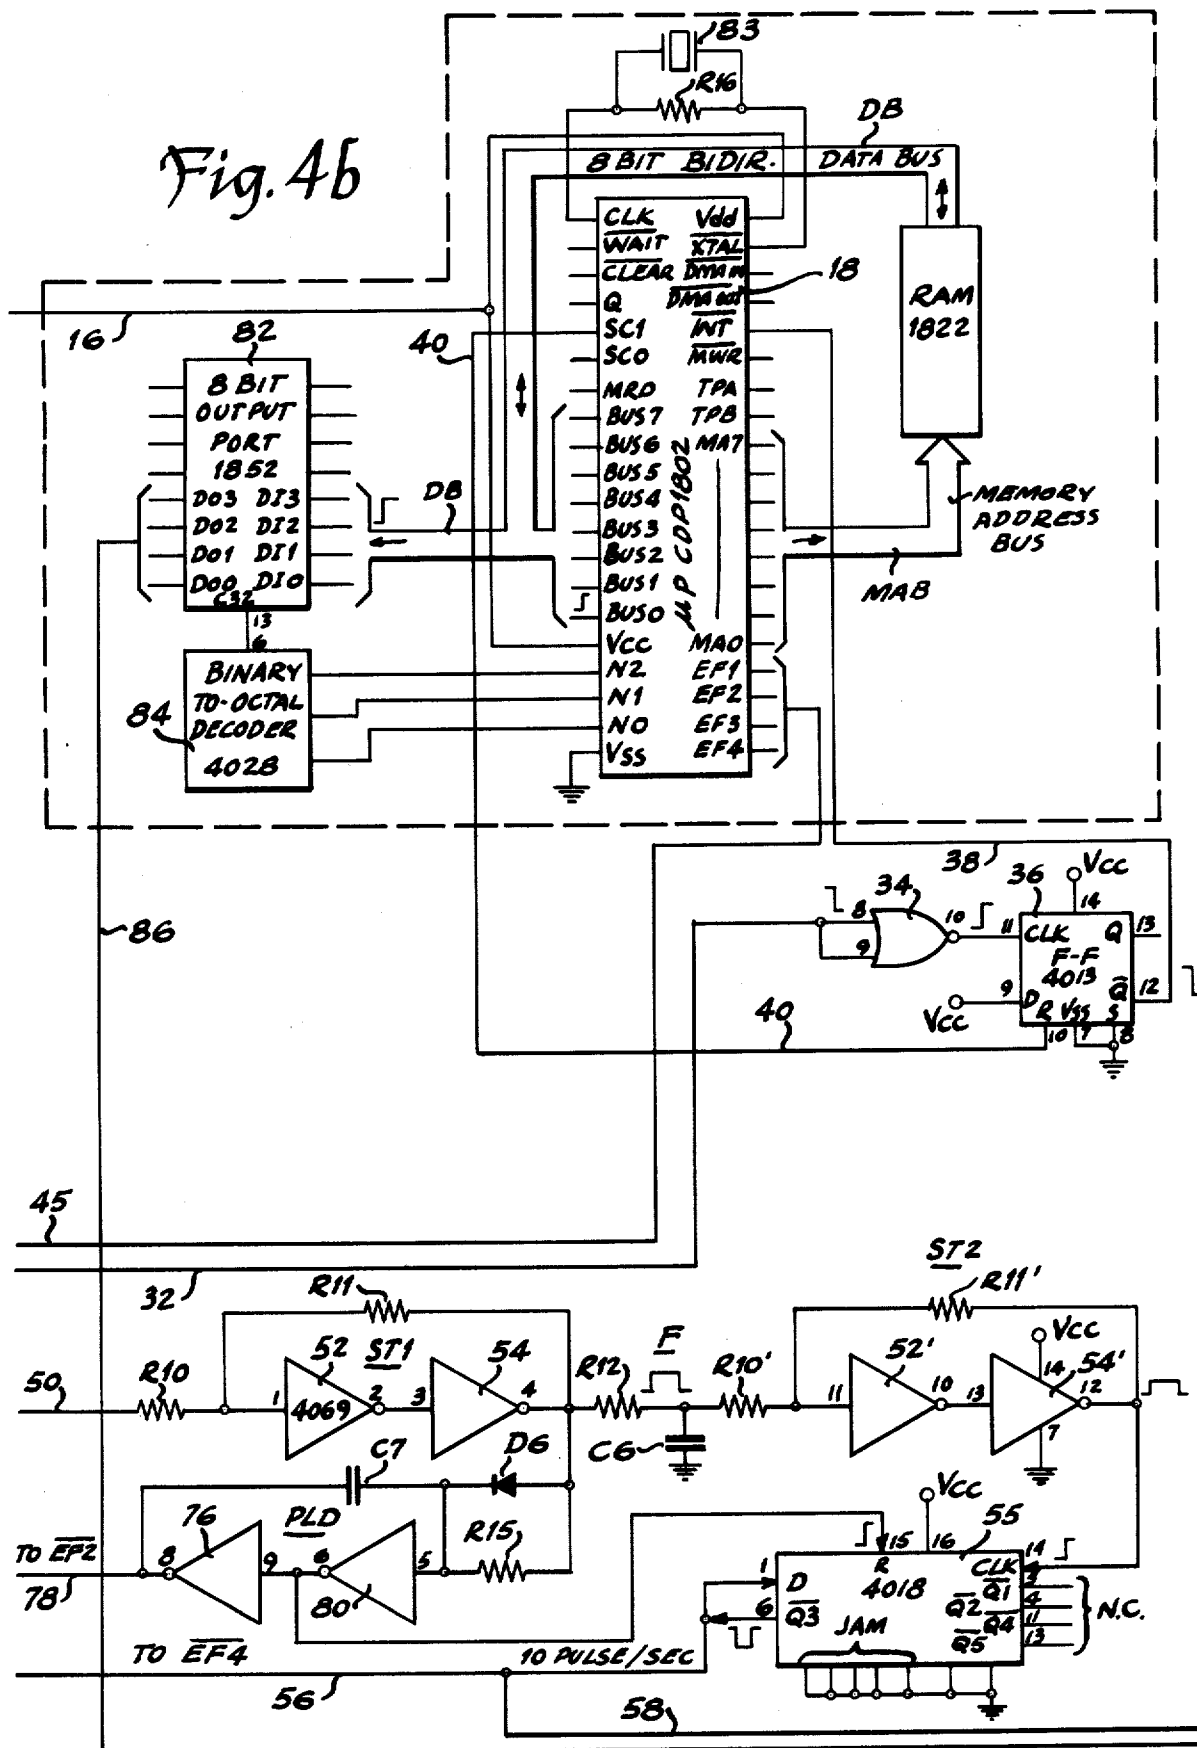 Fig. 4b
83
R16
DB
8 BIT BIDIR. DATA BUS
CLK Vdd
WAIT XTAL
CLEAR DMA IN
Q DMA OUT
18
SC1 INT
SC0 MWR
MRD TPA
BUS7 TPB
BUS6 MA7
BUS5
BUS4
BUS3
BUS2
BUS1
BUS0
VCC MA0
N2 EF1
N1 EF2
N0 EF3
VSS EF4
μP CDP1802
RAM
1822
MEMORY
ADDRESS
BUS
MAB
16
40
82
8 BIT
OUTPUT
PORT
1852
DO3 DI3
DO2 DI2
DO1 DI1
DO0 DI0
CS2
13
6
DB
BINARY
TO-OCTAL
DECODER
4028
84
86
38
34
8
9
10
36
VCC
14
11 CLK Q 13
F-F
4013
9 D Q 12
VCC
R VSS S
10 7 8
40
45
32
R11
ST2
R11'
50
R10
1
52
4069
2
ST1
3
54
4
R12
F
R10'
C6
11
52'
10
13
VCC
14
54'
12
7
C7
D6
PLD
R15
TO EF2
78
8
76
9
6
80
5
VCC
55
15
16
14
1 D R CLK
4018
6 Q3
Q1
Q2 4
Q4 11
Q5 13
N.C.
JAM
TO EF4
10 PULSE/SEC
56
58